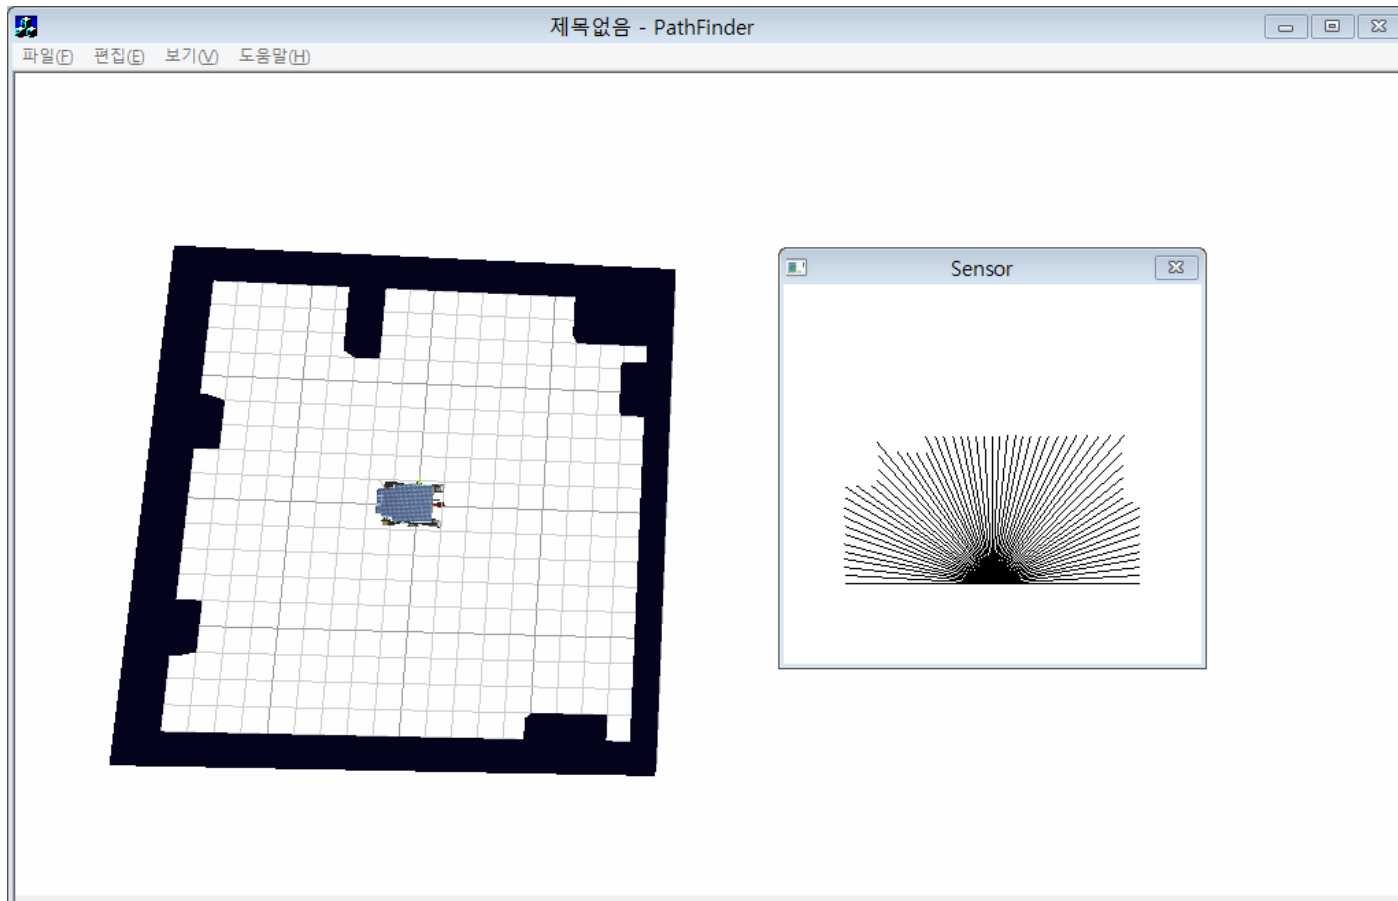 제목없음 - PathFinder
파일(F) 편집(E) 보기(V) 도움말(H)
Sensor